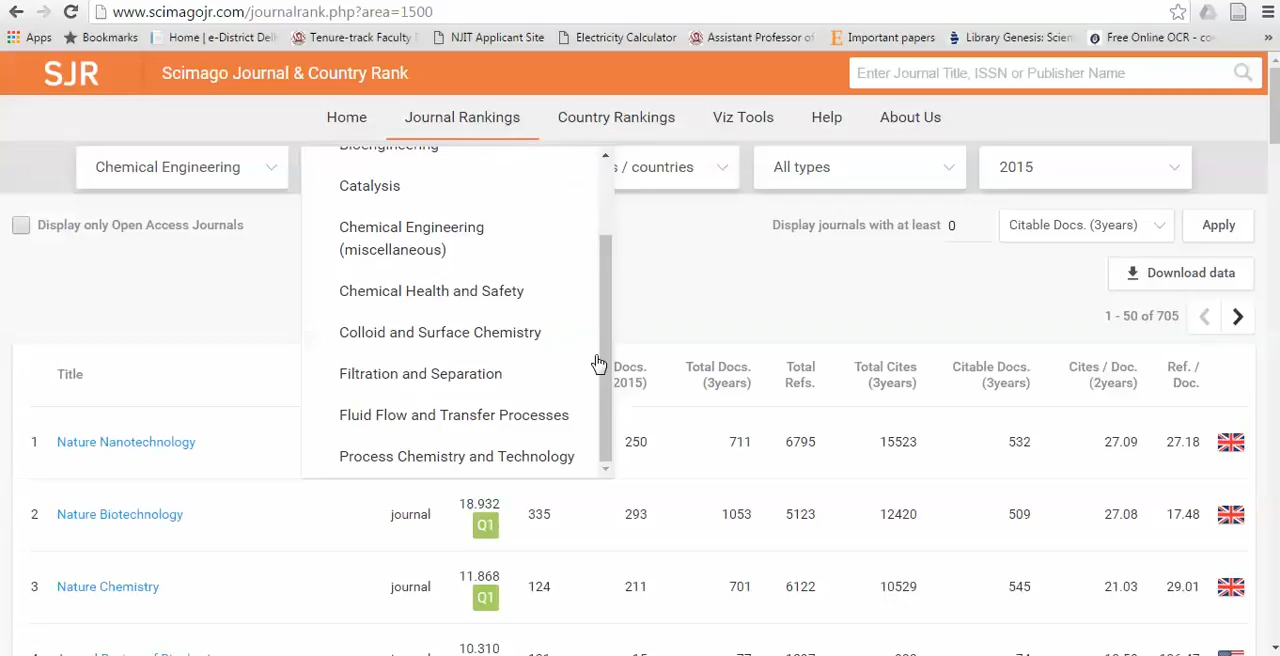 www.scimagojr.com/journalrank.php?area=1500
Apps Bookmarks Home | e-District Del Tenure-track Faculty NJIT Applicant Site Electricity Calculator Assistant Professor of Important papers Library Genesis: Scien Free Online OCR - co »
SJR Scimago Journal & Country Rank Enter Journal Title, ISSN or Publisher Name
Home Journal Rankings Country Rankings Viz Tools Help About Us
Bioengineering
Chemical Engineering s / countries All types 2015
Catalysis
Display only Open Access Journals Display journals with at least 0 Citable Docs. (3years) Apply
Chemical Engineering
(miscellaneous)
Download data
Chemical Health and Safety
1 - 50 of 705
Colloid and Surface Chemistry
Filtration and Separation
Fluid Flow and Transfer Processes
Process Chemistry and Technology
Title Docs. Total Docs. Total Total Cites Citable Docs. Cites / Doc. Ref. /
2015) (3years) Refs. (3years) (3years) (2years) Doc.
1 Nature Nanotechnology 250 711 6795 15523 532 27.09 27.18
2 Nature Biotechnology journal 18.932 Q1 335 293 1053 5123 12420 509 27.08 17.48
3 Nature Chemistry journal 11.868 Q1 124 211 701 6122 10529 545 21.03 29.01
10.310